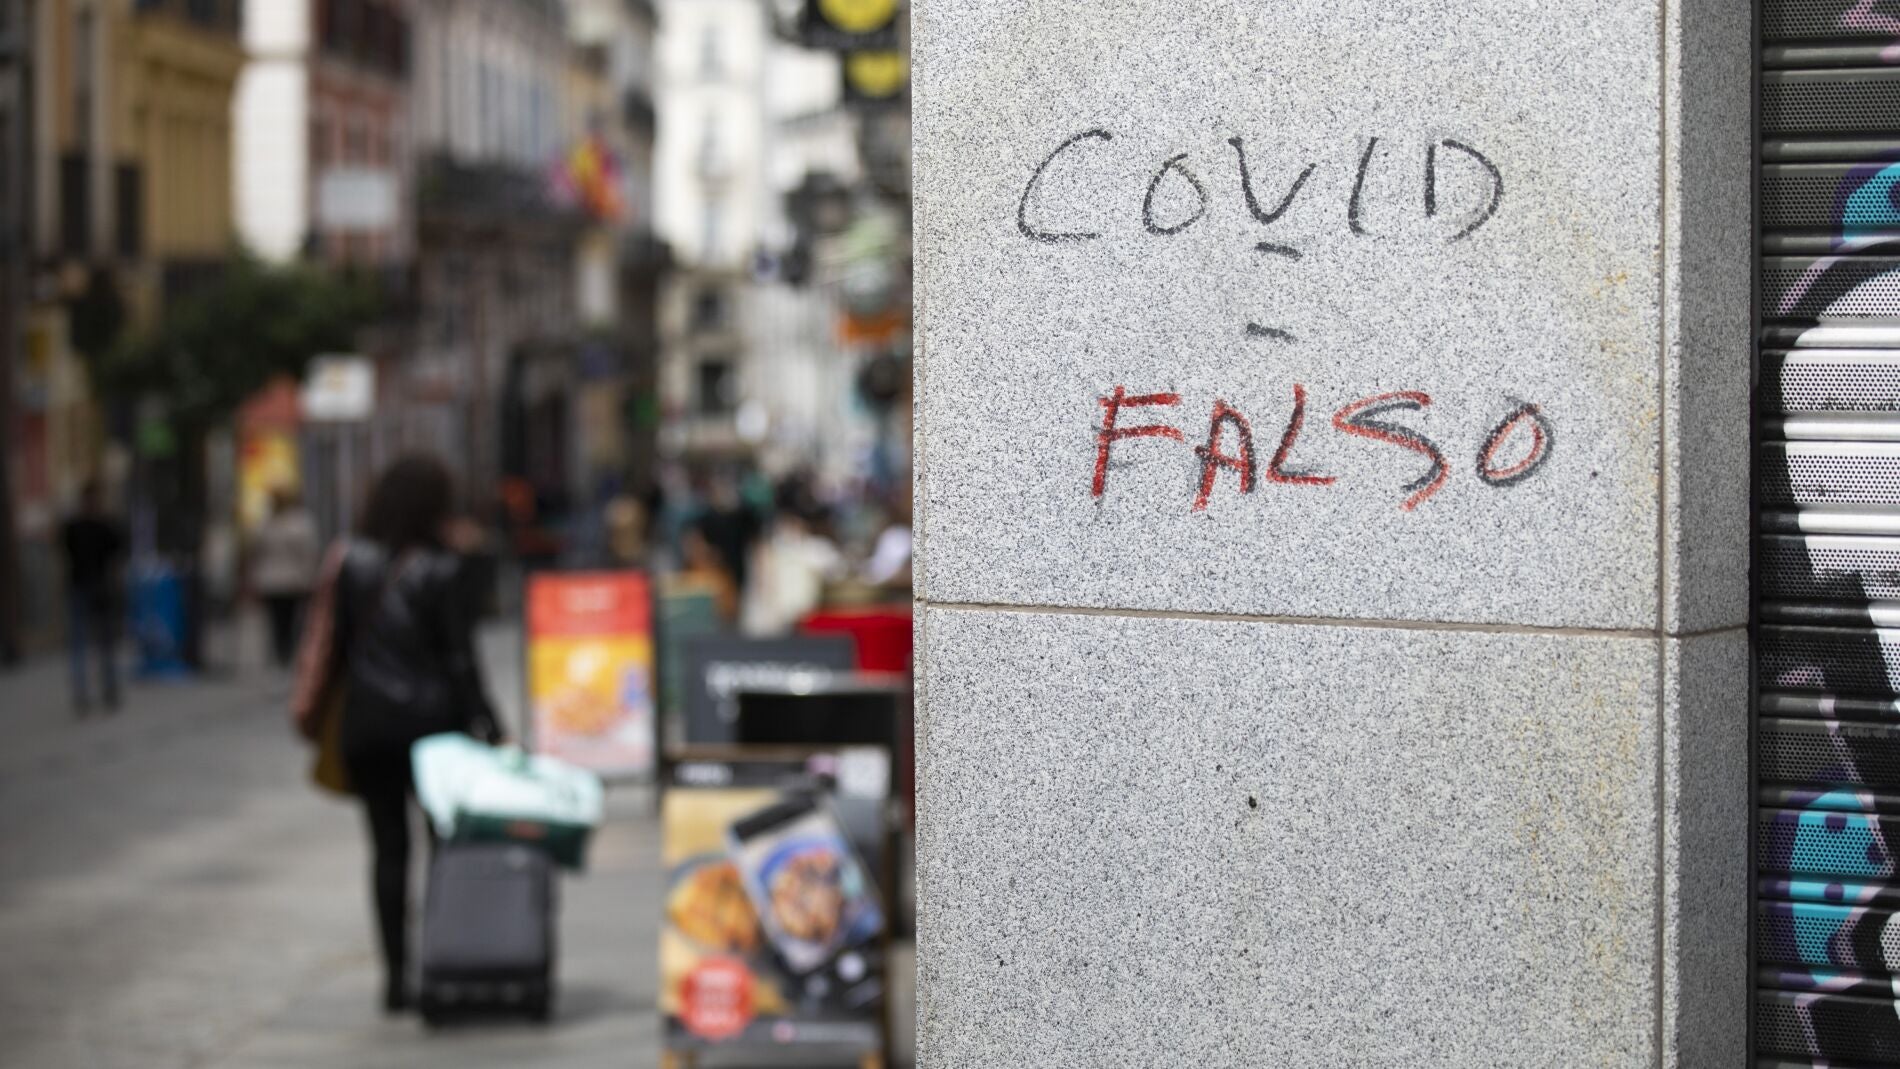 COVID
-
-
FALSO